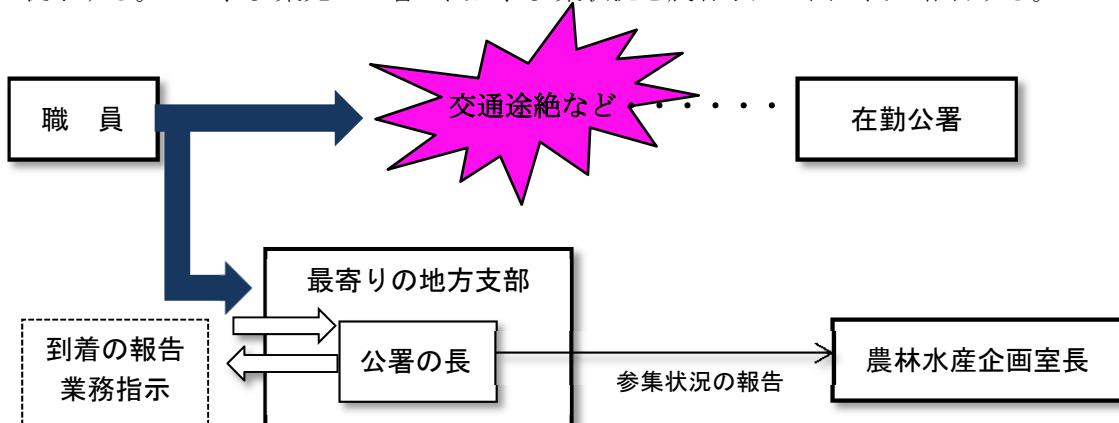 職　員
交通途絶など・・・・・
在勤公署
最寄りの地方支部
到着の報告
業務指示
公署の長
参集状況の報告
農林水産企画室長